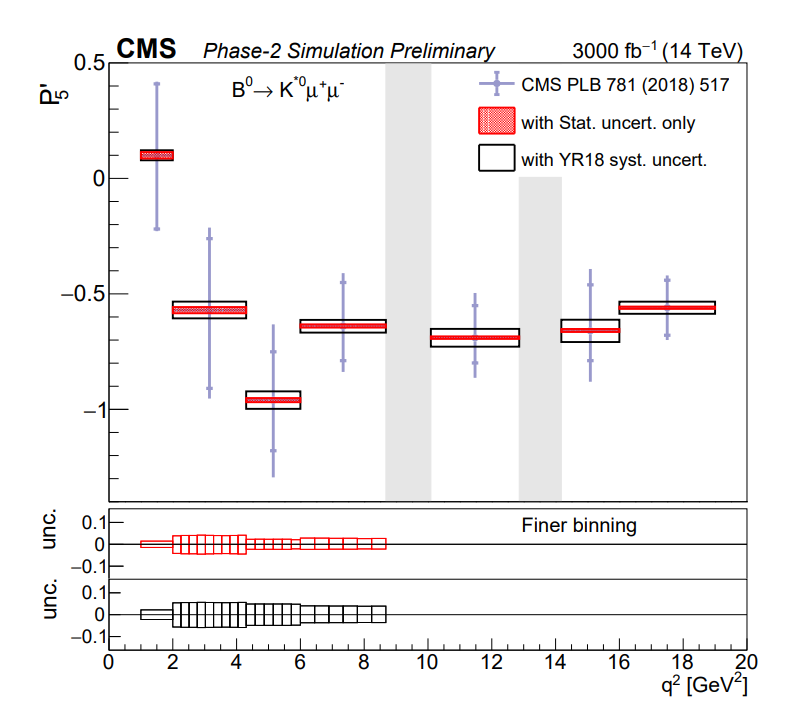 CMS Phase-2 Simulation Preliminary 3000 fb⁻¹ (14 TeV)
P₅'
B⁰→ K*⁰μ⁺μ⁻
CMS PLB 781 (2018) 517
with Stat. uncert. only
with YR18 syst. uncert.
0.5
0
−0.5
−1
unc.
0.1
0
−0.1
Finer binning
unc.
0.1
0
−0.1
0 2 4 6 8 10 12 14 16 18 20
q² [GeV²]